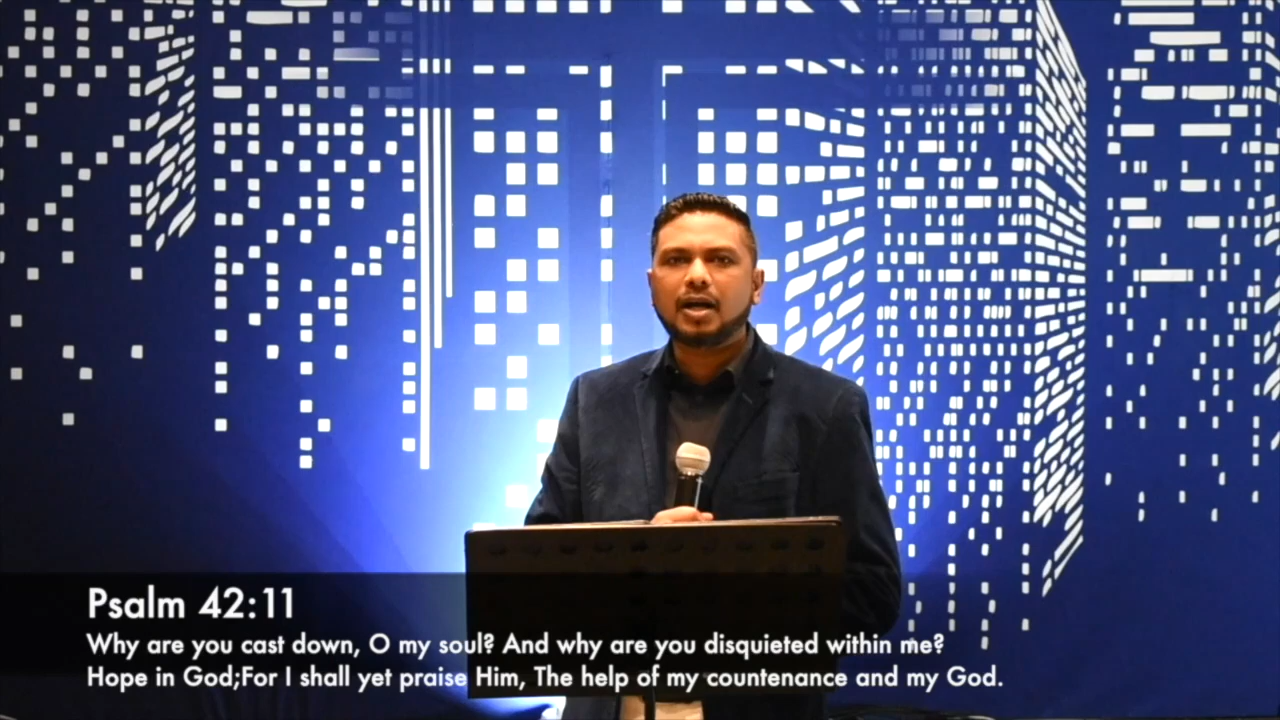 Psalm 42:11
Why are you cast down, O my soul? And why are you disquieted within me?
Hope in God;For I shall yet praise Him, The help of my countenance and my God.